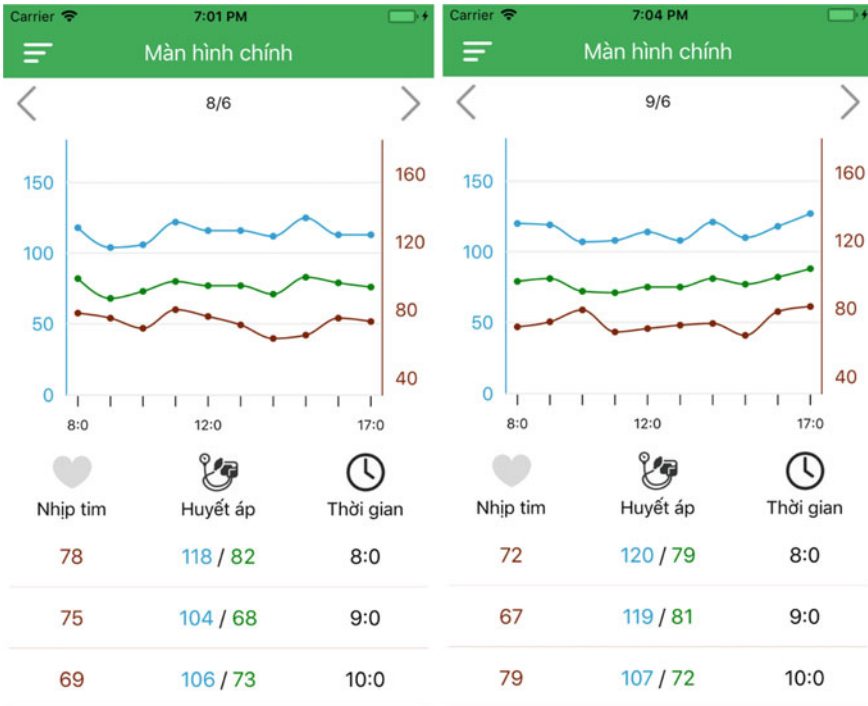 Carrier 7:01 PM
Màn hình chính
8/6
150
100
50
0
160
120
80
40
8:0 12:0 17:0
Nhịp tim Huyết áp Thời gian
78 118 / 82 8:0
75 104 / 68 9:0
69 106 / 73 10:0
Carrier 7:04 PM
Màn hình chính
9/6
150
100
50
0
160
120
80
40
8:0 12:0 17:0
Nhịp tim Huyết áp Thời gian
72 120 / 79 8:0
67 119 / 81 9:0
79 107 / 72 10:0